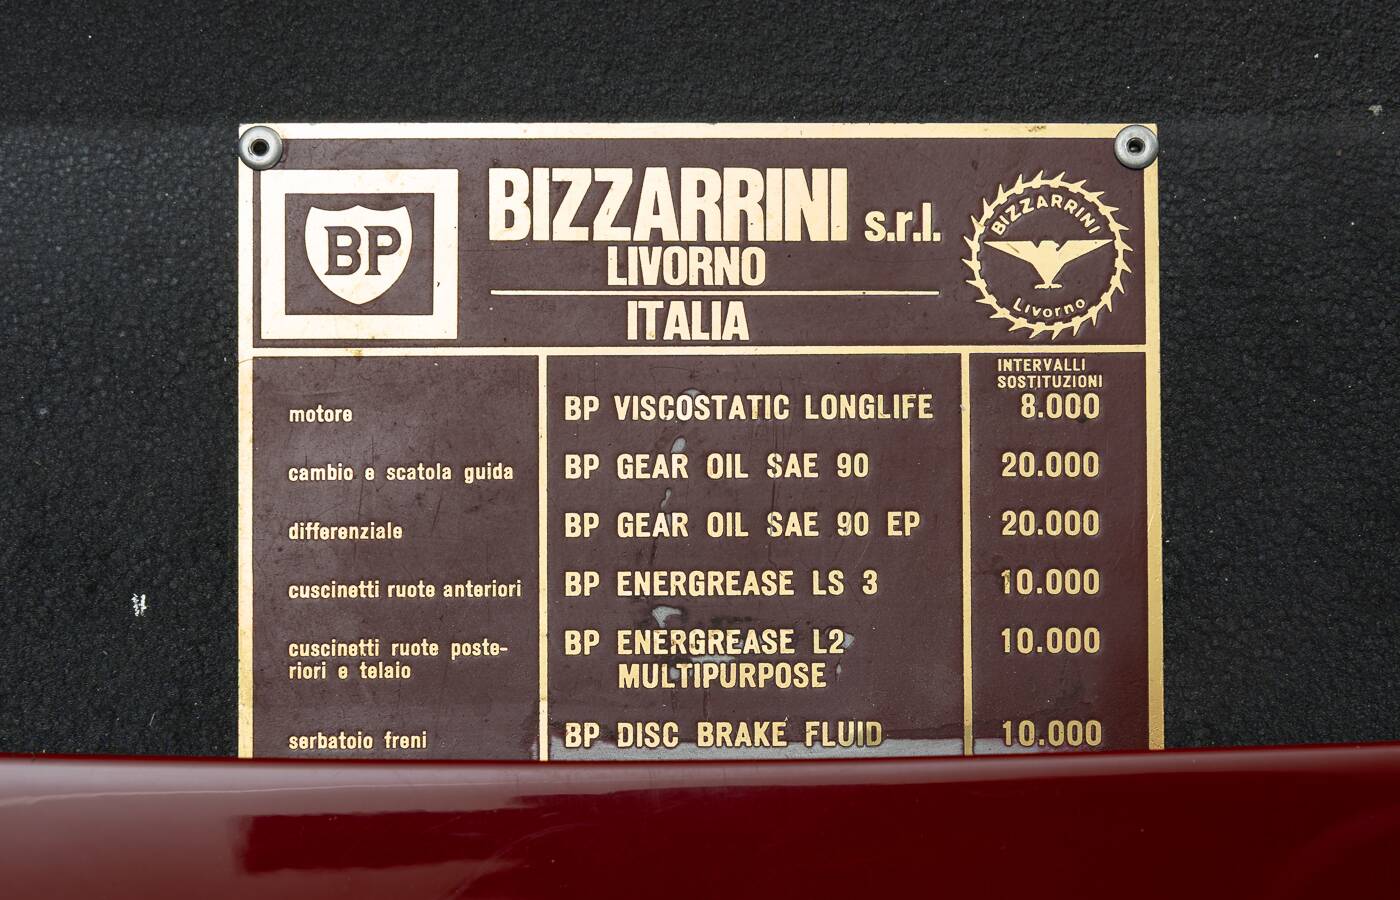 BP
BIZZARRINI s.r.l.
LIVORNO
ITALIA
BIZZARRINI
Livorno
INTERVALLI
SOSTITUZIONI
motore BP VISCOSTATIC LONGLIFE 8.000
cambio e scatola guida BP GEAR OIL SAE 90 20.000
differenziale BP GEAR OIL SAE 90 EP 20.000
cuscinetti ruote anteriori BP ENERGREASE LS 3 10.000
cuscinetti ruote poste- BP ENERGREASE L2 10.000
riori e telaio MULTIPURPOSE
serbatoio freni BP DISC BRAKE FLUID 10.000